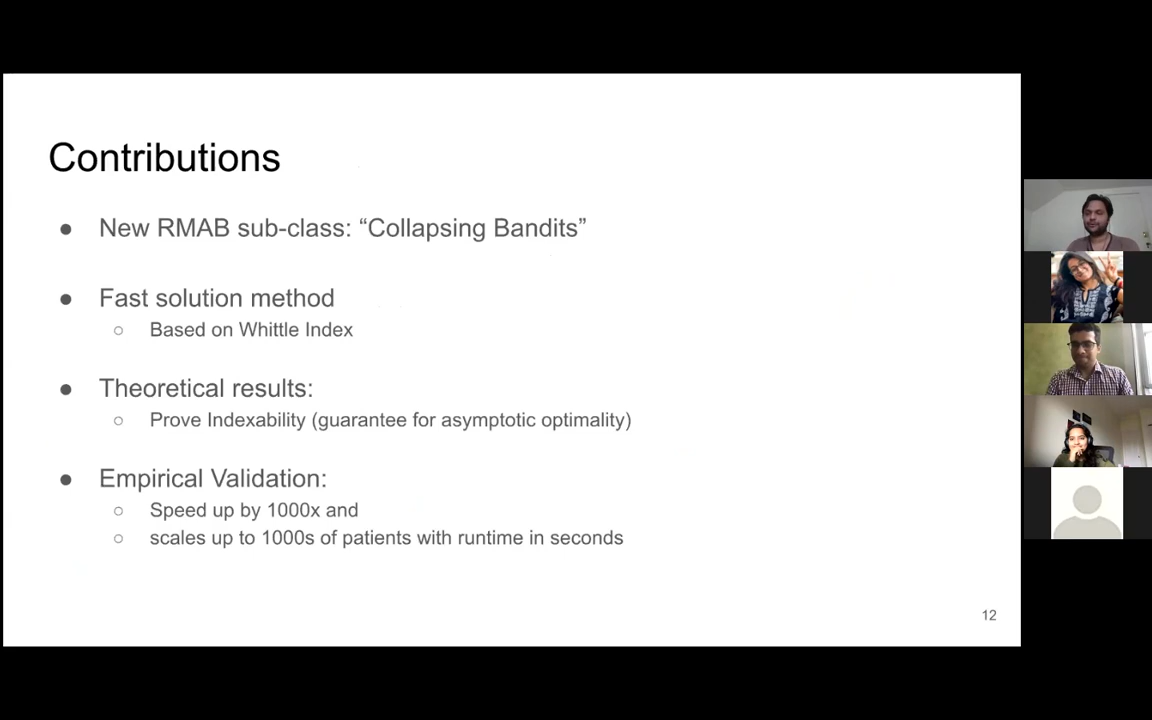 Contributions
● New RMAB sub-class: “Collapsing Bandits”
● Fast solution method
○ Based on Whittle Index
● Theoretical results:
○ Prove Indexability (guarantee for asymptotic optimality)
● Empirical Validation:
○ Speed up by 1000x and
○ scales up to 1000s of patients with runtime in seconds
12